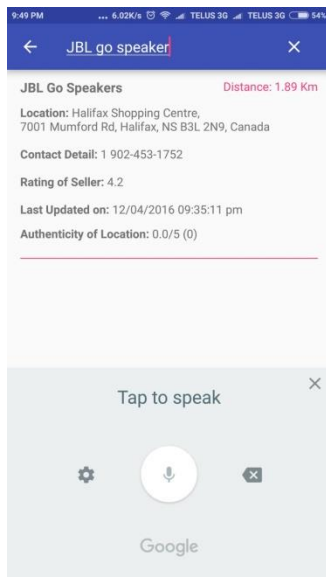 9:49 PM ... 6.02K/s TELUS 3G TELUS 3G 54%
JBL go speaker
JBL Go Speakers Distance: 1.89 Km
Location: Halifax Shopping Centre,
7001 Mumford Rd, Halifax, NS B3L 2N9, Canada
Contact Detail: 1 902-453-1752
Rating of Seller: 4.2
Last Updated on: 12/04/2016 09:35:11 pm
Authenticity of Location: 0.0/5 (0)
Tap to speak
Google